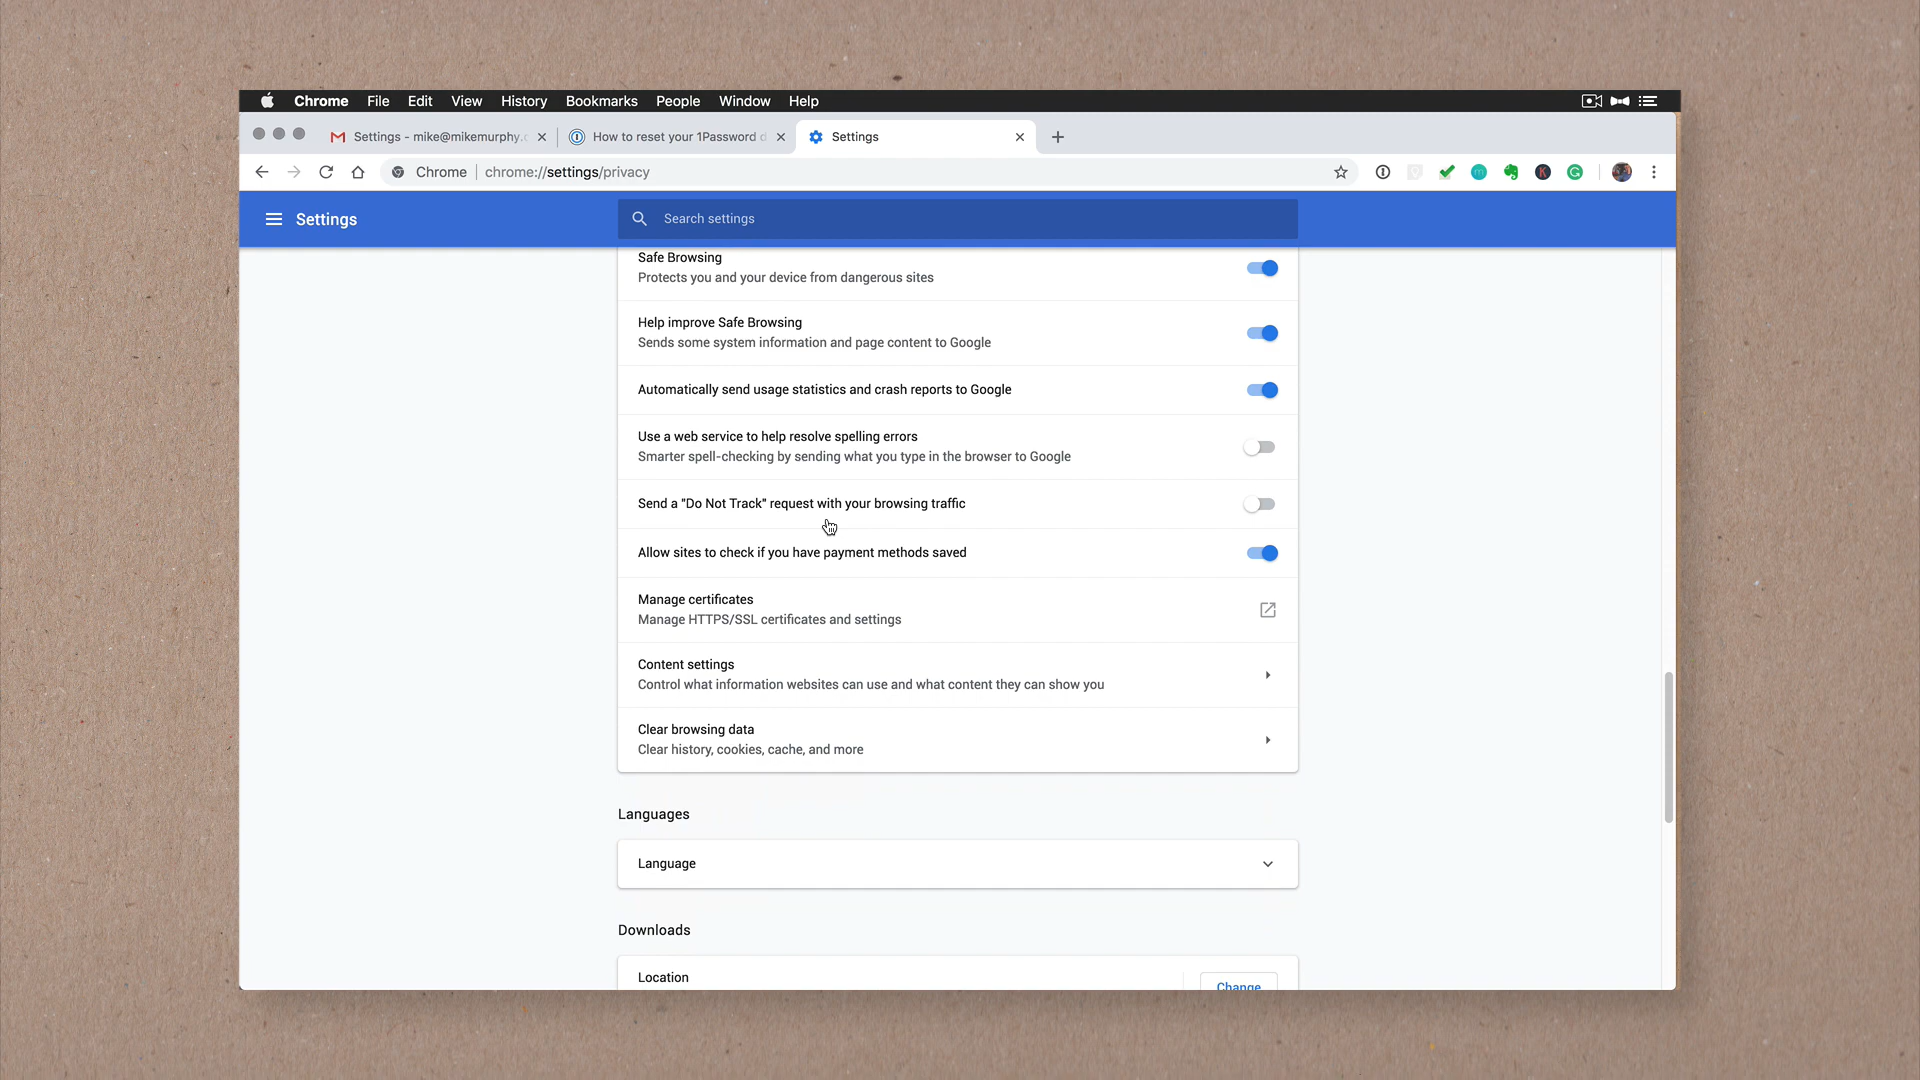 Chrome File Edit View History Bookmarks People Window Help
Settings - mike@mikemurphy. How to reset your 1Password Settings
Chrome chrome://settings/privacy
Settings Search settings
Safe Browsing
Protects you and your device from dangerous sites
Help improve Safe Browsing
Sends some system information and page content to Google
Automatically send usage statistics and crash reports to Google
Use a web service to help resolve spelling errors
Smarter spell-checking by sending what you type in the browser to Google
Send a "Do Not Track" request with your browsing traffic
Allow sites to check if you have payment methods saved
Manage certificates
Manage HTTPS/SSL certificates and settings
Content settings
Control what information websites can use and what content they can show you
Clear browsing data
Clear history, cookies, cache, and more
Languages
Language
Downloads
Location
Change